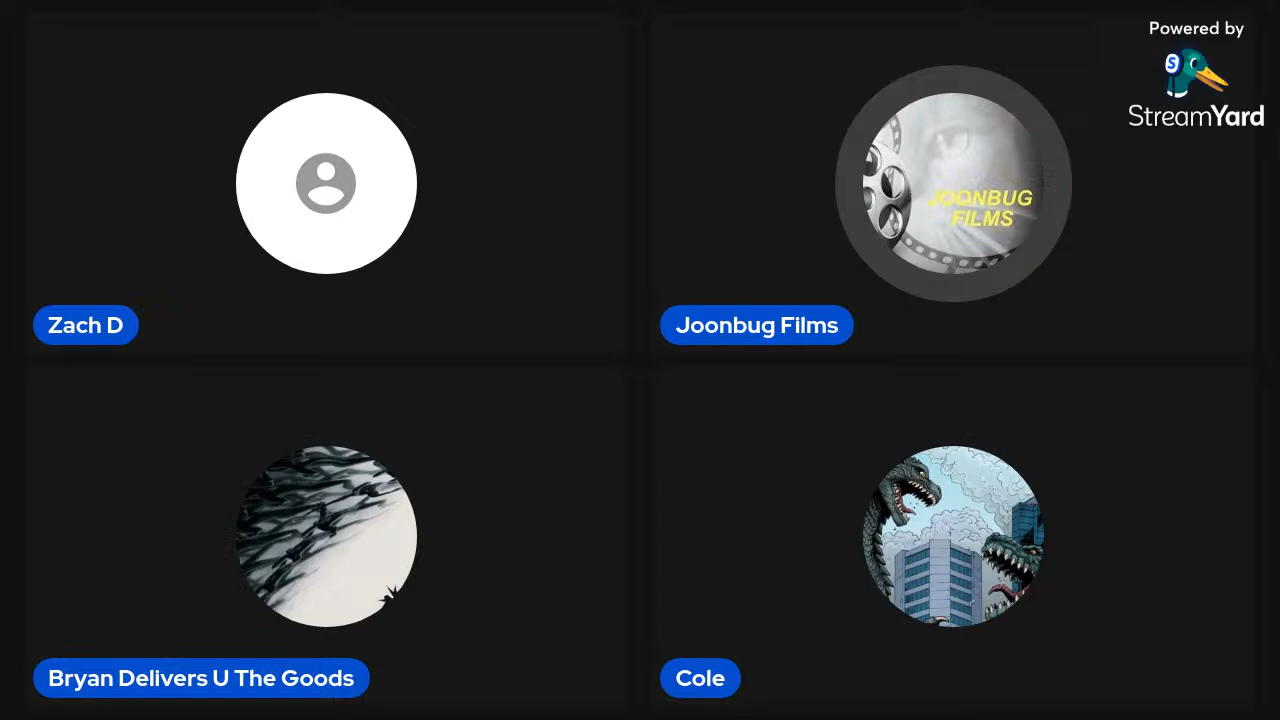 Powered by
S
StreamYard
JOONBUG
FILMS
Zach D
Joonbug Films
Bryan Delivers U The Goods
Cole